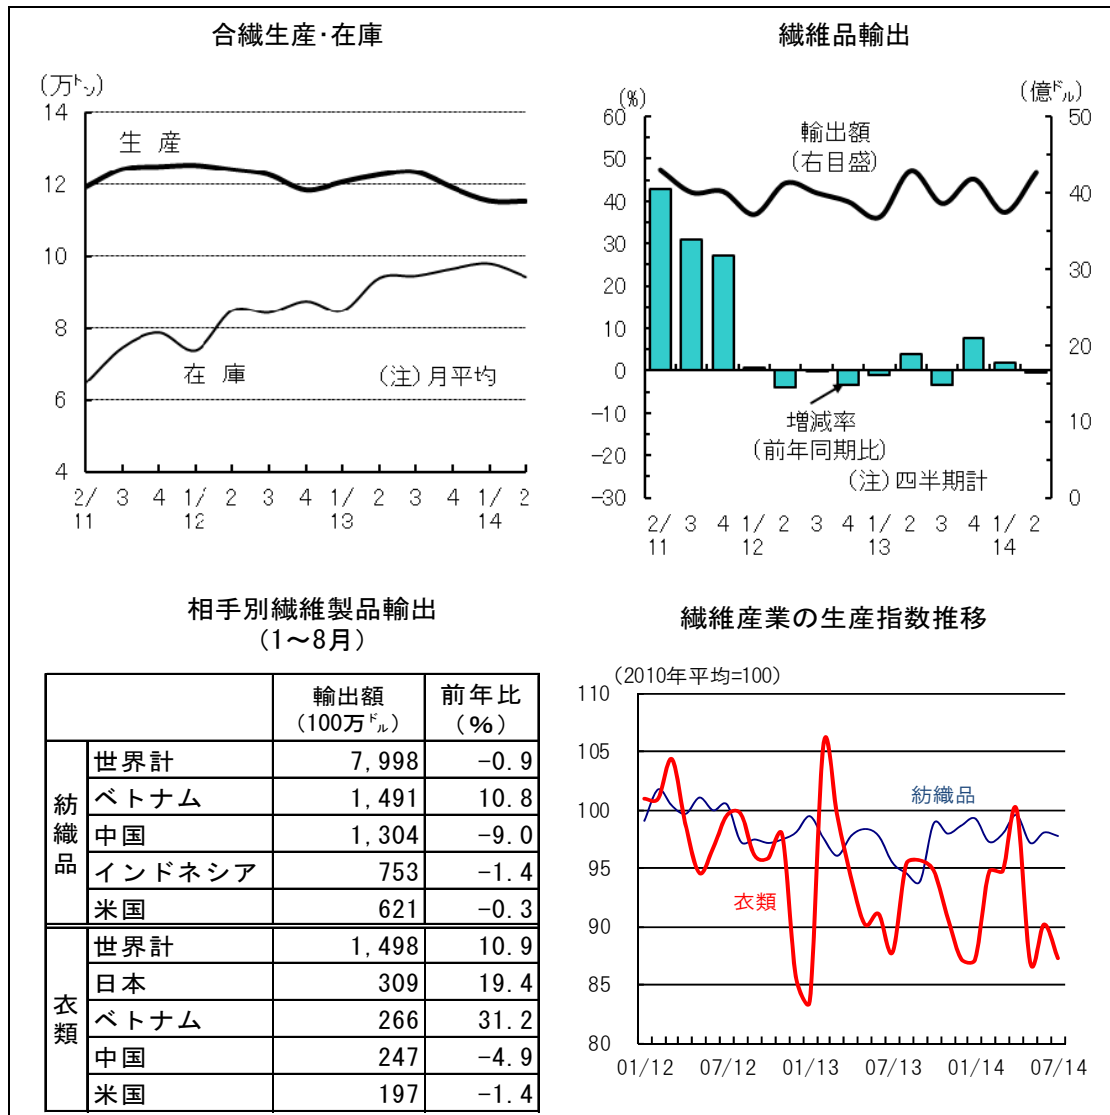 合繊生産・在庫
(万㌧)
14
12
10
8
6
4
生 産
在 庫
(注)月平均
2/ 3 4 1/ 2 3 4 1/ 2 3 4 1/ 2
11 12 13 14
繊維品輸出
(%)
(億㌦)
60
50
40
30
20
10
0
-10
-20
-30
50
40
30
20
10
0
輸出額
(右目盛)
増減率
(前年同期比)
(注)四半期計
2/ 3 4 1/ 2 3 4 1/ 2 3 4 1/ 2
11 12 13 14
相手別繊維製品輸出
(1～8月)
輸出額 前年比
(100万㌦) (%)
紡織品
世界計 7,998 -0.9
ベトナム 1,491 10.8
中国 1,304 -9.0
インドネシア 753 -1.4
米国 621 -0.3
衣類
世界計 1,498 10.9
日本 309 19.4
ベトナム 266 31.2
中国 247 -4.9
米国 197 -1.4
繊維産業の生産指数推移
(2010年平均=100)
110
105
100
95
90
85
80
紡織品
衣類
01/12 07/12 01/13 07/13 01/14 07/14